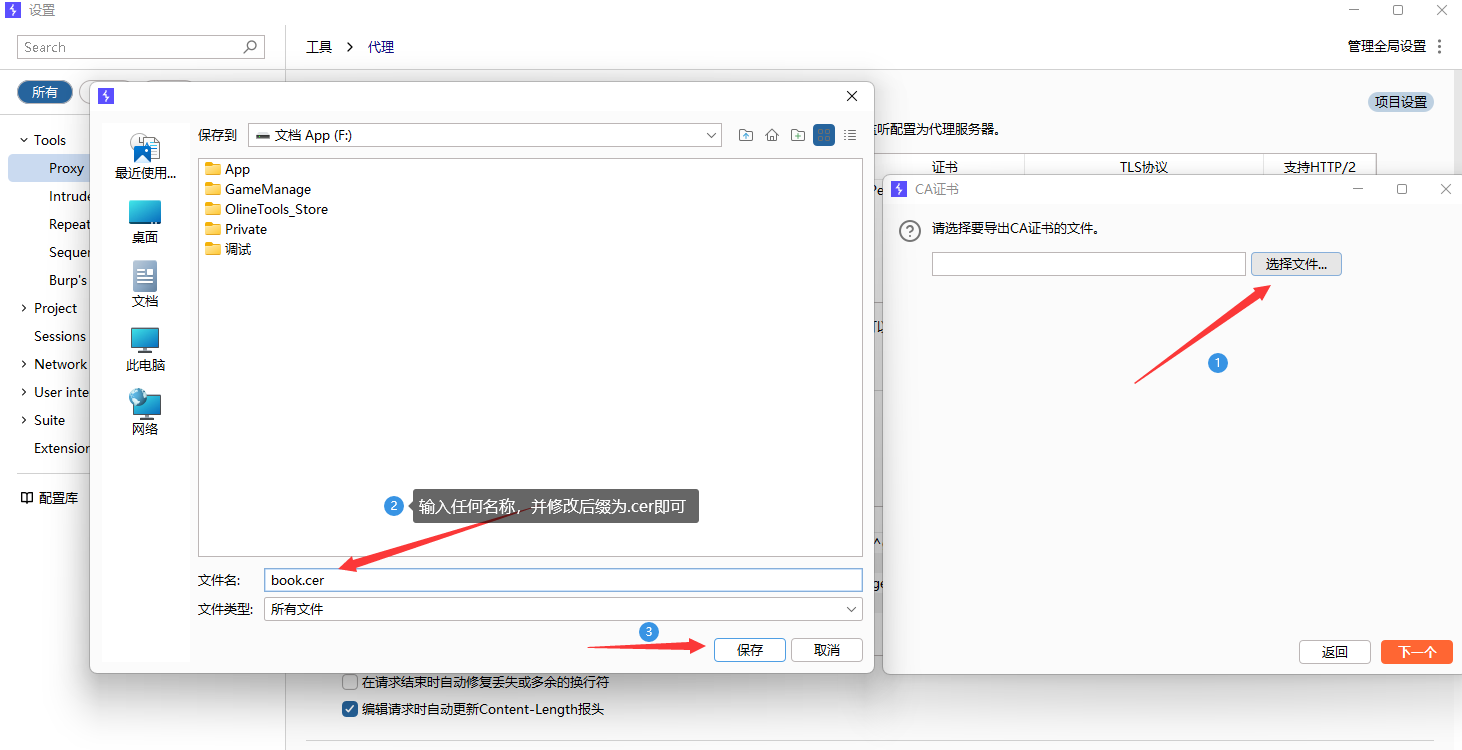 设置
Search
工具
代理
管理全局设置
所有
项目设置
Tools
Proxy
Repeat
Burp's
Project
Sessions
Network
User inte
Suite
配置库
保存到
文档 App (F:)
最近使用...
桌面
文档
此电脑
网络
App
GameManage
OlineTools_Store
Private
调试
2
输入任何名称，并修改后缀为.cer即可
文件名:
book.cer
文件类型:
所有文件
3
保存
取消
听配置为代理服务器。
证书
TLS协议
支持HTTP/2
CA证书
请选择要导出CA证书的文件。
选择文件...
1
返回
下一个
在请求结束时自动修复丢失或多余的换行符
编辑请求时自动更新Content-Length报头